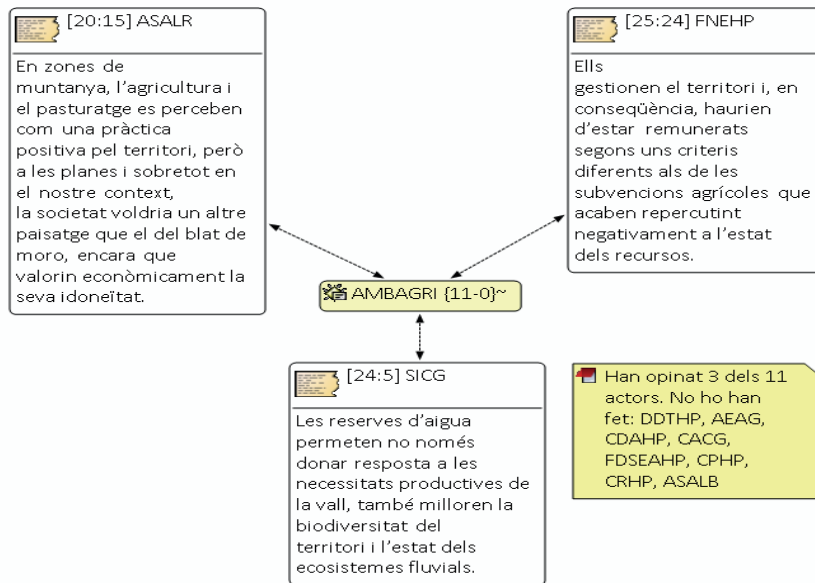 [20:15] ASALR
En zones de
muntanya, l'agricultura i
el pasturatge es perceben
com una pràctica
positiva pel territori, però
a les planes i sobretot en
el nostre context,
la societat voldria un altre
paisatge que el del blat de
moro, encara que
valorin econòmicament la
seva idoneïtat.
[25:24] FNEHP
Ells
gestionen el territori i, en
conseqüència, haurien
d'estar remunerats
segons uns criteris
diferents als de les
subvencions agrícoles que
acaben repercutint
negativament a l'estat
dels recursos.
AMBAGRI {11-0}~
[24:5] SICG
Les reserves d'aigua
permeten no només
donar resposta a les
necessitats productives de
la vall, també milloren la
biodiversitat del
territori i l'estat dels
ecosistemes fluvials.
Han opinat 3 dels 11
actors. No ho han
fet: DDTHP, AEAG,
CDAHP, CACG,
FDSEAHP, CPHP,
CRHP, ASALB